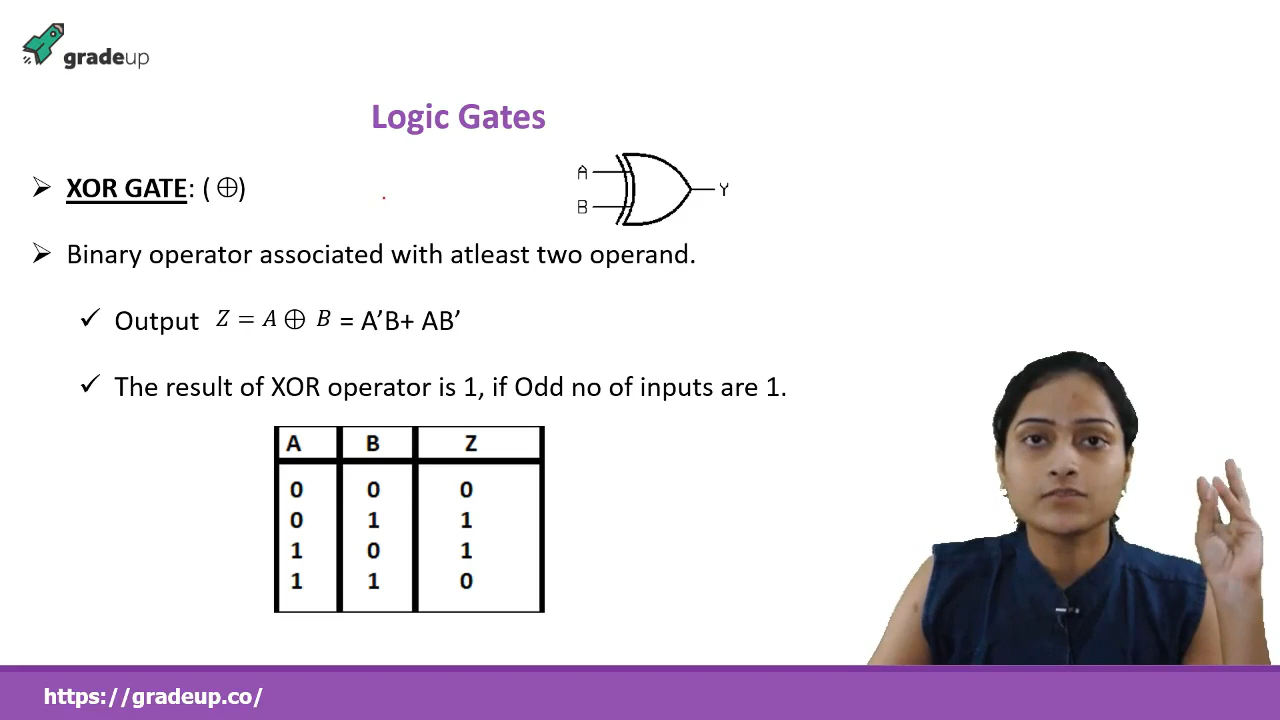 gradeup
Logic Gates
➢ XOR GATE: ( ⊕)
A
B
Y
➢ Binary operator associated with atleast two operand.
✓ Output Z = A ⊕ B = A’B+ AB’
✓ The result of XOR operator is 1, if Odd no of inputs are 1.
A B Z
0 0 0
0 1 1
1 0 1
1 1 0
https://gradeup.co/